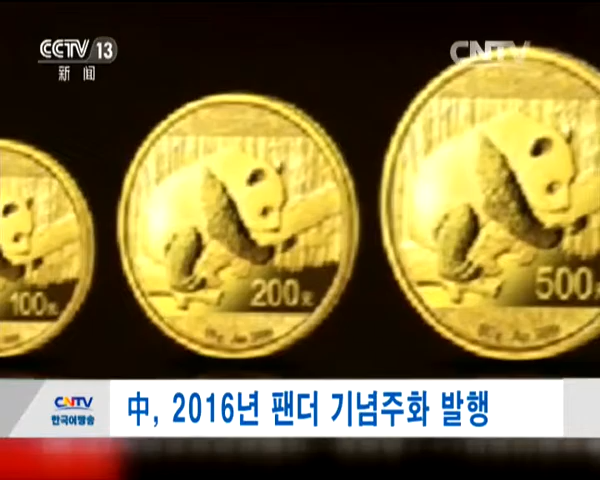 CCTV 13
新闻
CNTV
100元
200元
500元
CNTV
한국어방송
中, 2016년 팬더 기념주화 발행